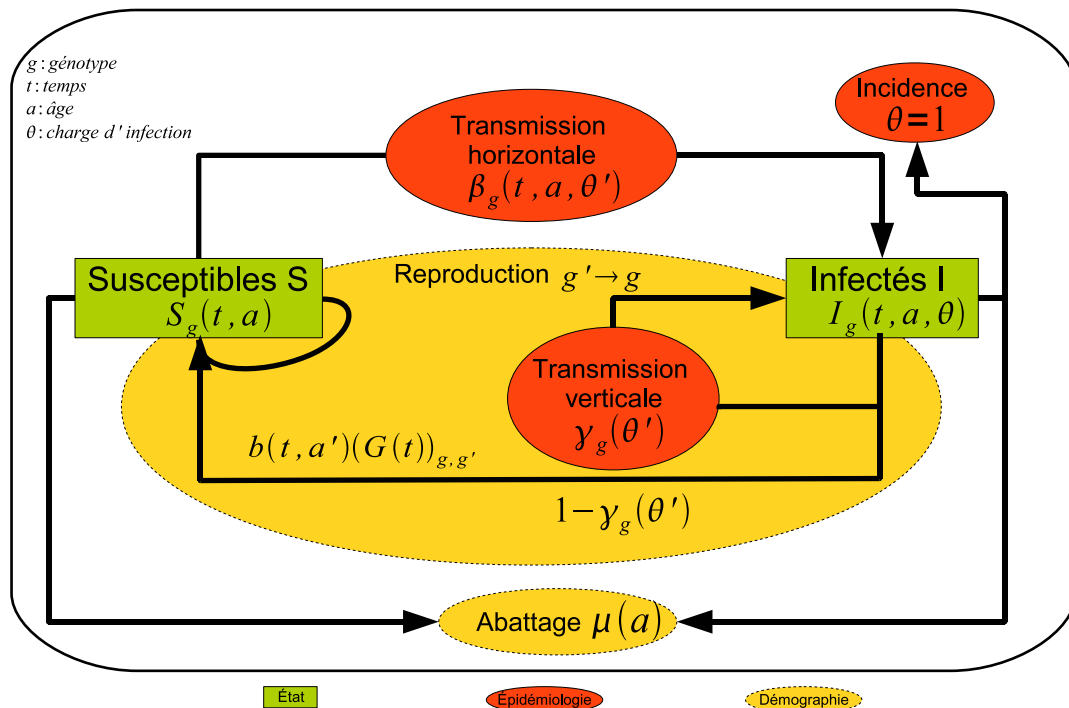 g : génotype
t : temps
a : âge
θ : charge d ' infection
Incidence
θ = 1
Transmission
horizontale
β_g(t , a , θ′)
Susceptibles S
S_g(t , a)
Reproduction g ′ → g
Infectés I
I_g(t , a , θ)
Transmission
verticale
γ_g(θ′)
b(t , a′)(G(t))_{g, g′}
1−γ_g(θ′)
Abattage μ(a)
État
Épidémiologie
Démographie